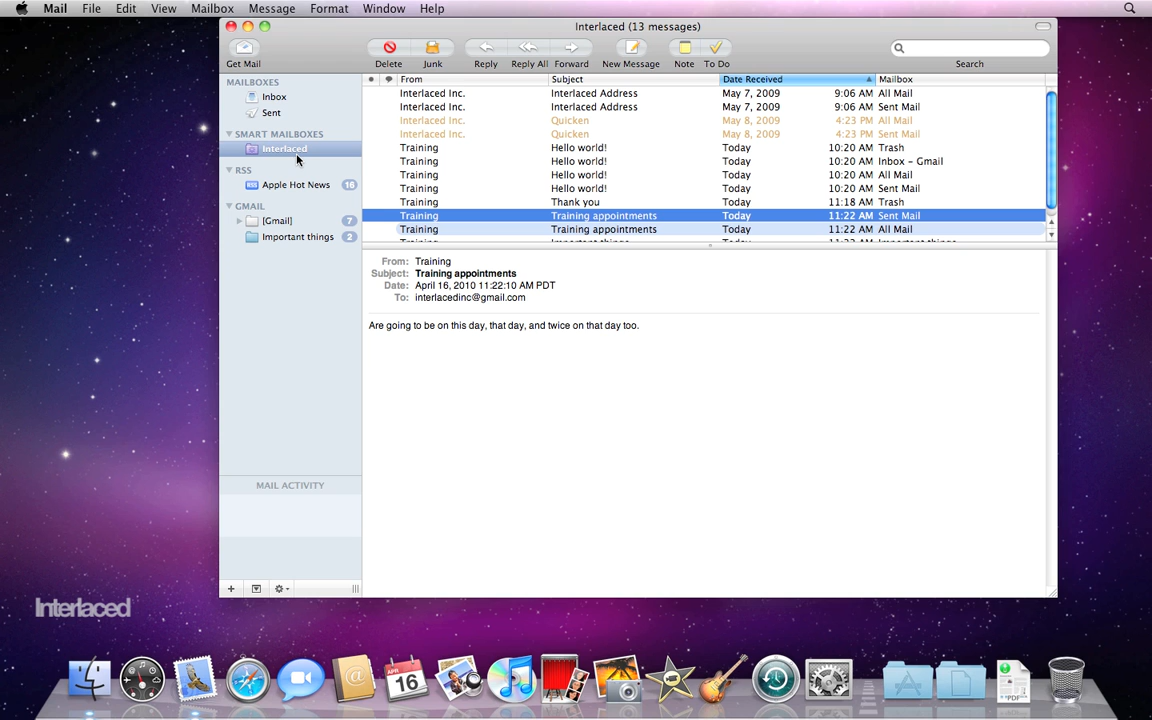 Mail File Edit View Mailbox Message Format Window Help
Interlaced (13 messages)
Get Mail Delete Junk Reply Reply All Forward New Message Note To Do Search
MAILBOXES
Inbox
Sent
SMART MAILBOXES
Interlaced
RSS
Apple Hot News 16
GMAIL
[Gmail] 7
Important things 2
MAIL ACTIVITY
From Subject Date Received Mailbox
Interlaced Inc. Interlaced Address May 7, 2009 9:06 AM All Mail
Interlaced Inc. Interlaced Address May 7, 2009 9:06 AM Sent Mail
Interlaced Inc. Quicken May 8, 2009 4:23 PM All Mail
Interlaced Inc. Quicken May 8, 2009 4:23 PM Sent Mail
Training Hello world! Today 10:20 AM Trash
Training Hello world! Today 10:20 AM Inbox – Gmail
Training Hello world! Today 10:20 AM All Mail
Training Hello world! Today 10:20 AM Sent Mail
Training Thank you Today 11:18 AM Trash
Training Training appointments Today 11:22 AM Sent Mail
Training Training appointments Today 11:22 AM All Mail
From: Training
Subject: Training appointments
Date: April 16, 2010 11:22:10 AM PDT
To: interlacedinc@gmail.com
Are going to be on this day, that day, and twice on that day too.
Interlaced
APR
16
PDF